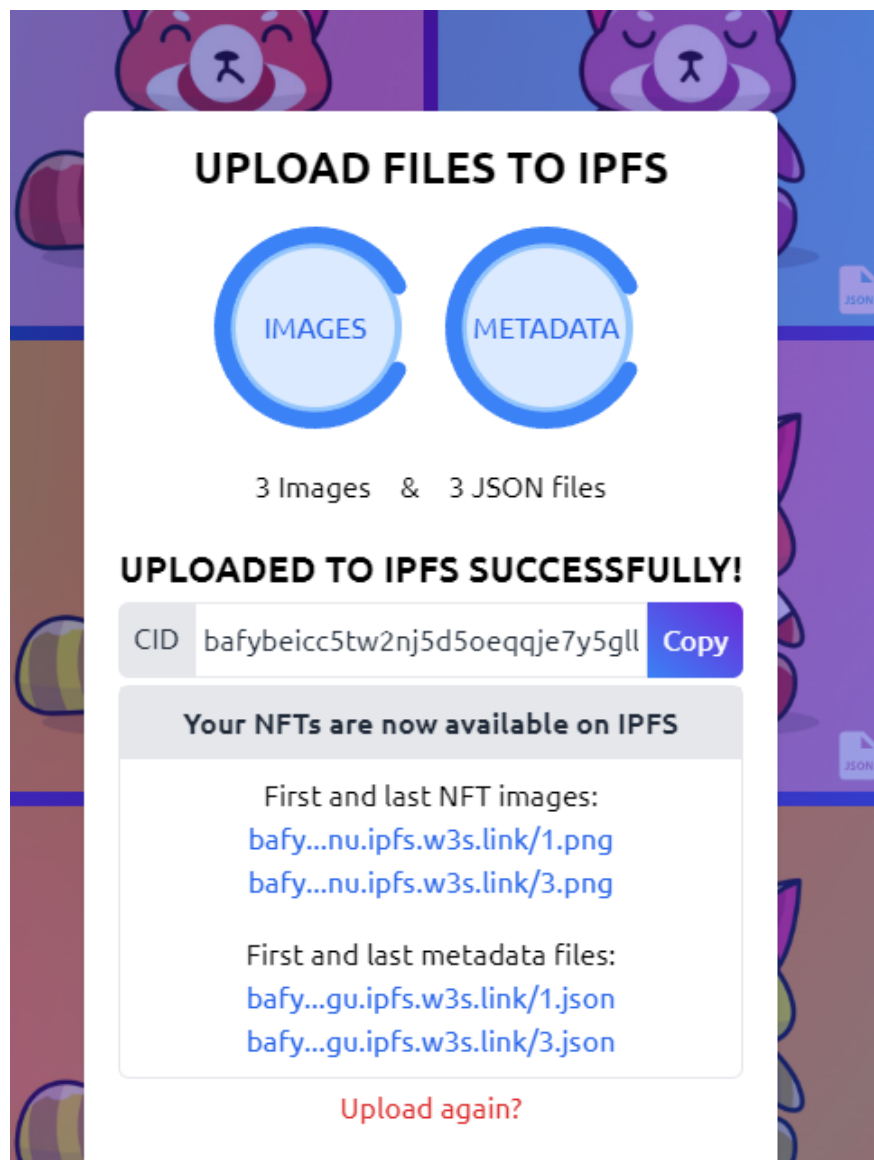 UPLOAD FILES TO IPFS
IMAGES
METADATA
JSON
3 Images & 3 JSON files
UPLOADED TO IPFS SUCCESSFULLY!
CID bafybeicc5tw2nj5d5oeqqje7y5gll Copy
Your NFTs are now available on IPFS
JSON
First and last NFT images:
bafy...nu.ipfs.w3s.link/1.png
bafy...nu.ipfs.w3s.link/3.png
First and last metadata files:
bafy...gu.ipfs.w3s.link/1.json
bafy...gu.ipfs.w3s.link/3.json
Upload again?